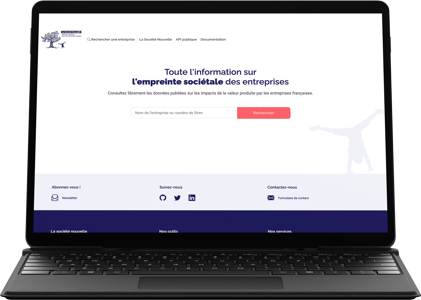 Rechercher une entreprise La Société Nouvelle API publique Documentation
Toute l'information sur
l'empreinte sociétale des entreprises
Consultez librement les données publiées sur les impacts de la valeur produite par les entreprises françaises.
Nom de l'entreprise ou numéro de Siren Rechercher
Abonnez-vous ! Suivez-nous Contactez-nous
Newsletter Formulaire de contact
La société nouvelle Nos outils Nos services